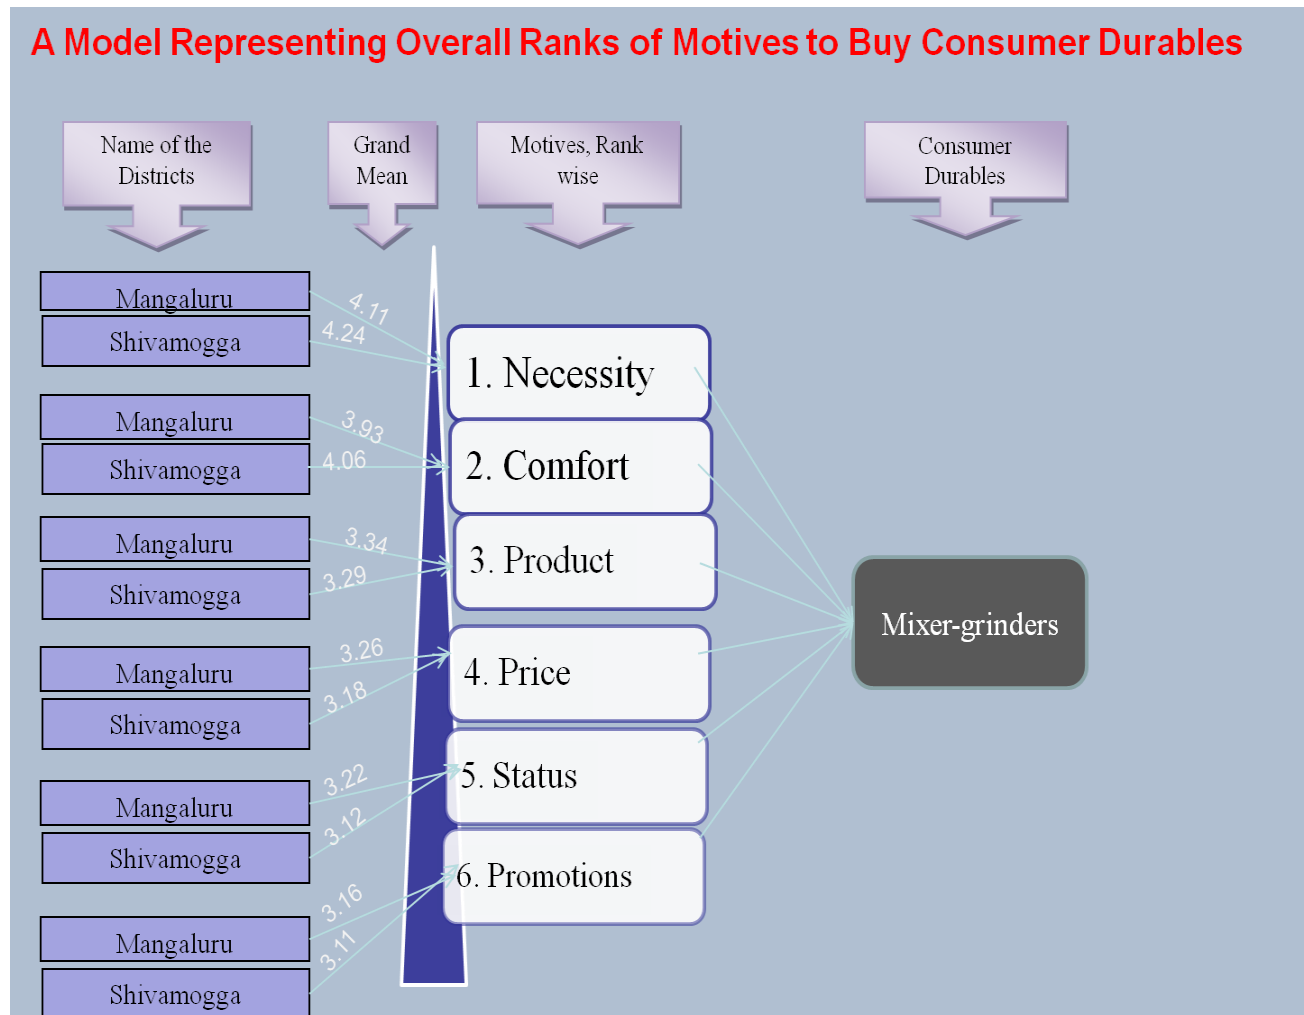 A Model Representing Overall Ranks of Motives to Buy Consumer Durables
Name of the
Districts
Grand
Mean
Motives, Rank
wise
Consumer
Durables
Mangaluru
4.11
Shivamogga
4.24
1. Necessity
Mangaluru
3.93
Shivamogga
4.06
2. Comfort
Mangaluru
3.34
Shivamogga
3.29
3. Product
Mangaluru
3.26
Shivamogga
3.18
4. Price
Mangaluru
3.22
Shivamogga
3.12
5. Status
Mangaluru
3.16
Shivamogga
3.11
6. Promotions
Mixer-grinders